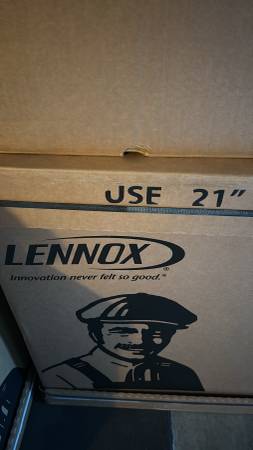 USE 21"
LENNOX®
Innovation never felt so good.®